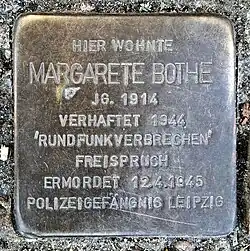 HIER WOHNTE
MARGARETE BOTHE
JG. 1914
VERHAFTET 1944
'RUNDFUNKVERBRECHEN'
FREISPRUCH
ERMORDET 12.4.1945
POLIZEIGEFÄNGNIS LEIPZIG